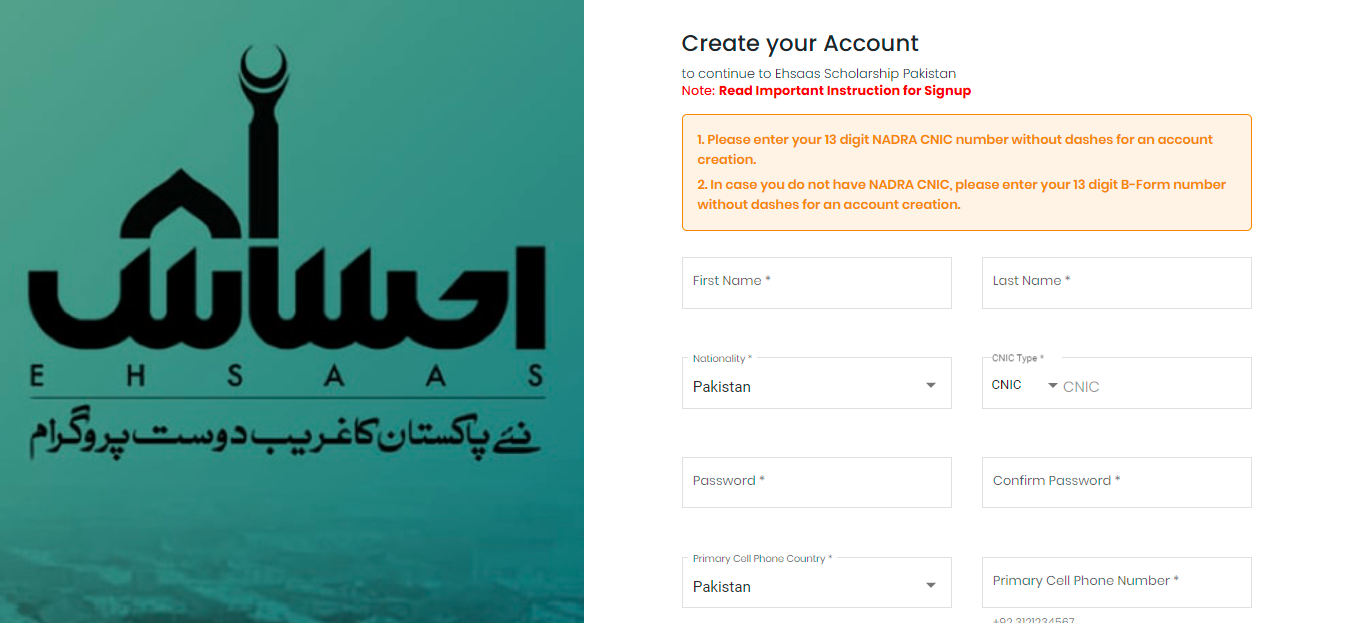 احساس
EHSAAS
نئے پاکستان کا غریب دوست پروگرام
Create your Account
to continue to Ehsaas Scholarship Pakistan
Note: Read Important Instruction for Signup
1. Please enter your 13 digit NADRA CNIC number without dashes for an account
creation.
2. In case you do not have NADRA CNIC, please enter your 13 digit B-Form number
without dashes for an account creation.
First Name *
Last Name *
Nationality *
Pakistan
CNIC Type *
CNIC
CNIC
Password *
Confirm Password *
Primary Cell Phone Country *
Pakistan
Primary Cell Phone Number *
+92 3121234567